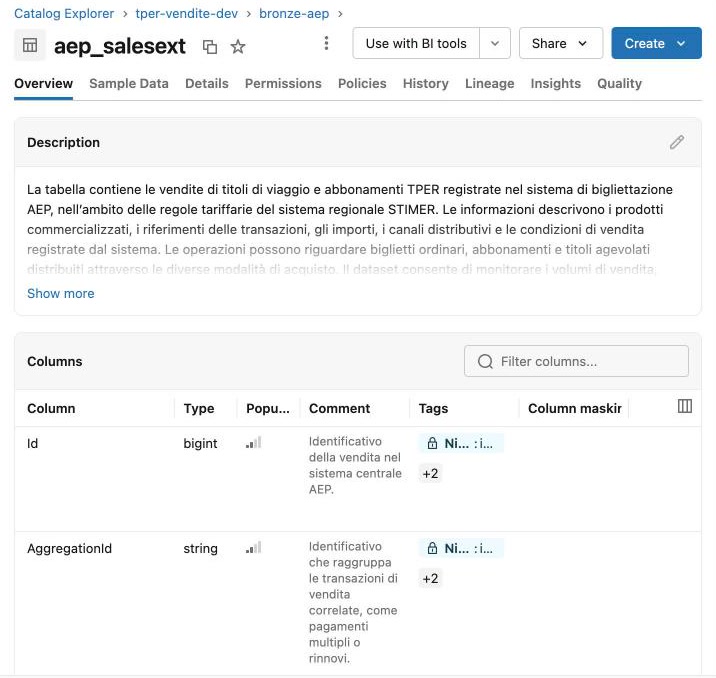 Catalog Explorer > tper-vendite-dev > bronze-aep >
aep_salesext
Use with BI tools
Share
Create
Overview Sample Data Details Permissions Policies History Lineage Insights Quality
Description
La tabella contiene le vendite di titoli di viaggio e abbonamenti TPER registrate nel sistema di bigliettazione
AEP, nell'ambito delle regole tariffarie del sistema regionale STIMER. Le informazioni descrivono i prodotti
commercializzati, i riferimenti delle transazioni, gli importi, i canali distributivi e le condizioni di vendita
registrate dal sistema. Le operazioni possono riguardare biglietti ordinari, abbonamenti e titoli agevolati
distribuiti attraverso le diverse modalità di acquisto. Il dataset consente di monitorare i volumi di vendita,
Show more
Columns
Filter columns...
Column Type Popu... Comment Tags Column maskir
Id bigint
Identificativo
della vendita nel
sistema centrale
AEP.
Ni... : i...
+2
AggregationId string
Identificativo
che raggruppa
le transazioni di
vendita
correlate, come
pagamenti
multipli o
rinnovi.
Ni... : i...
+2